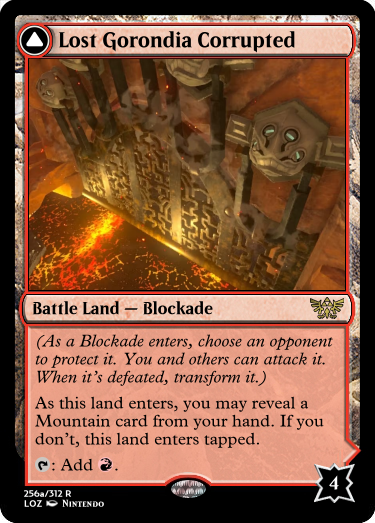 Lost Gorondia Corrupted
Battle Land — Blockade
(As a Blockade enters, choose an opponent
to protect it. You and others can attack it.
When it's defeated, transform it.)
As this land enters, you may reveal a
Mountain card from your hand. If you
don't, this land enters tapped.
: Add .
4
256a/312 R
LOZ Nintendo